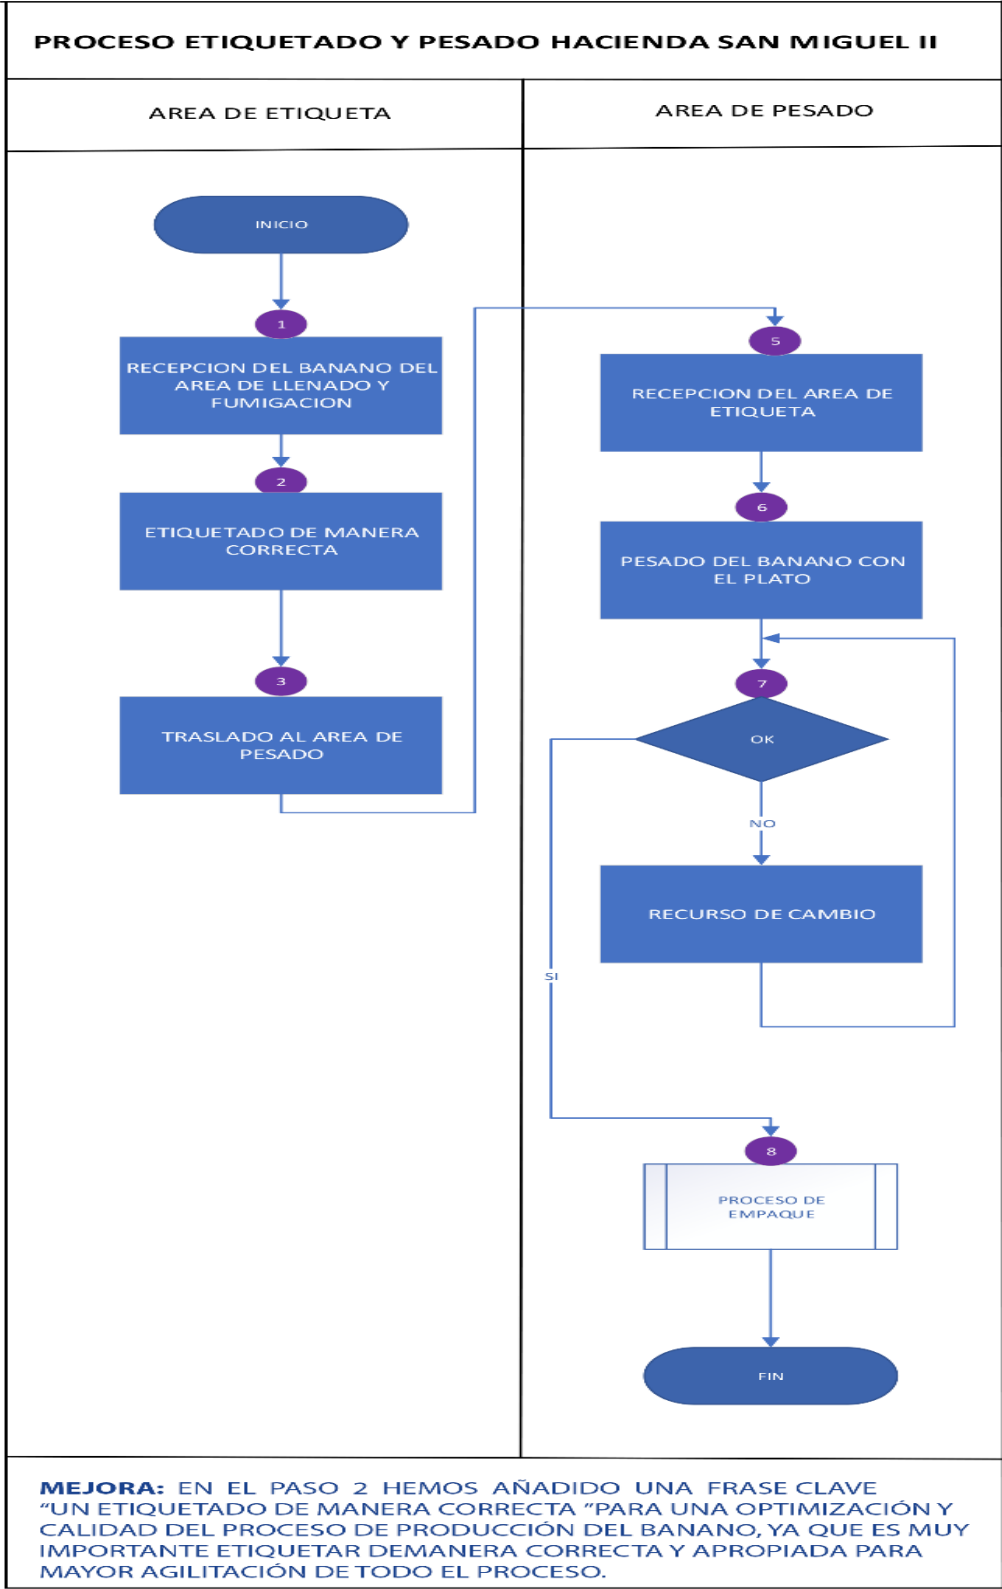 PROCESO ETIQUETADO Y PESADO HACIENDA SAN MIGUEL II
AREA DE ETIQUETA
AREA DE PESADO
INICIO
1
RECEPCION DEL BANANO DEL
AREA DE LLENADO Y
FUMIGACION
2
ETIQUETADO DE MANERA
CORRECTA
3
TRASLADO AL AREA DE
PESADO
5
RECEPCION DEL AREA DE
ETIQUETA
6
PESADO DEL BANANO CON
EL PLATO
7
OK
NO
RECURSO DE CAMBIO
SI
8
PROCESO DE
EMPAQUE
FIN
MEJORA: EN EL PASO 2 HEMOS AÑADIDO UNA FRASE CLAVE
“UN ETIQUETADO DE MANERA CORRECTA ”PARA UNA OPTIMIZACIÓN Y
CALIDAD DEL PROCESO DE PRODUCCIÓN DEL BANANO, YA QUE ES MUY
IMPORTANTE ETIQUETAR DEMANERA CORRECTA Y APROPIADA PARA
MAYOR AGILITACIÓN DE TODO EL PROCESO.